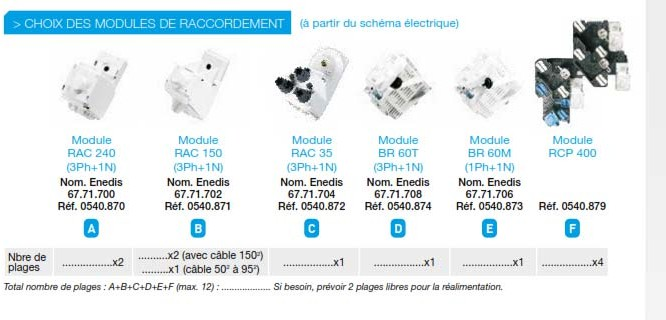 > CHOIX DES MODULES DE RACCORDEMENT (à partir du schéma électrique)
Module
RAC 240
(3Ph+1N)
Nom. Enedis
67.71.700
Réf. 0540.870
A
Module
RAC 150
(3Ph+1N)
Nom. Enedis
67.71.702
Réf. 0540.871
B
Module
RAC 35
(3Ph+1N)
Nom. Enedis
67.71.704
Réf. 0540.872
C
Module
BR 60T
(3Ph+1N)
Nom. Enedis
67.71.708
Réf. 0540.874
D
Module
BR 60M
(1Ph+1N)
Nom. Enedis
67.71.706
Réf. 0540.873
E
Module
RCP 400
Réf. 0540.879
F
Nbre de
plages
.................x2
..........x2 (avec câble 150²)
.........x1 (câble 50² à 95²)
.................x1
.................x1
.................x1
.................x4
Total nombre de plages : A+B+C+D+E+F (max. 12) : .................. Si besoin, prévoir 2 plages libres pour la réalimentation.